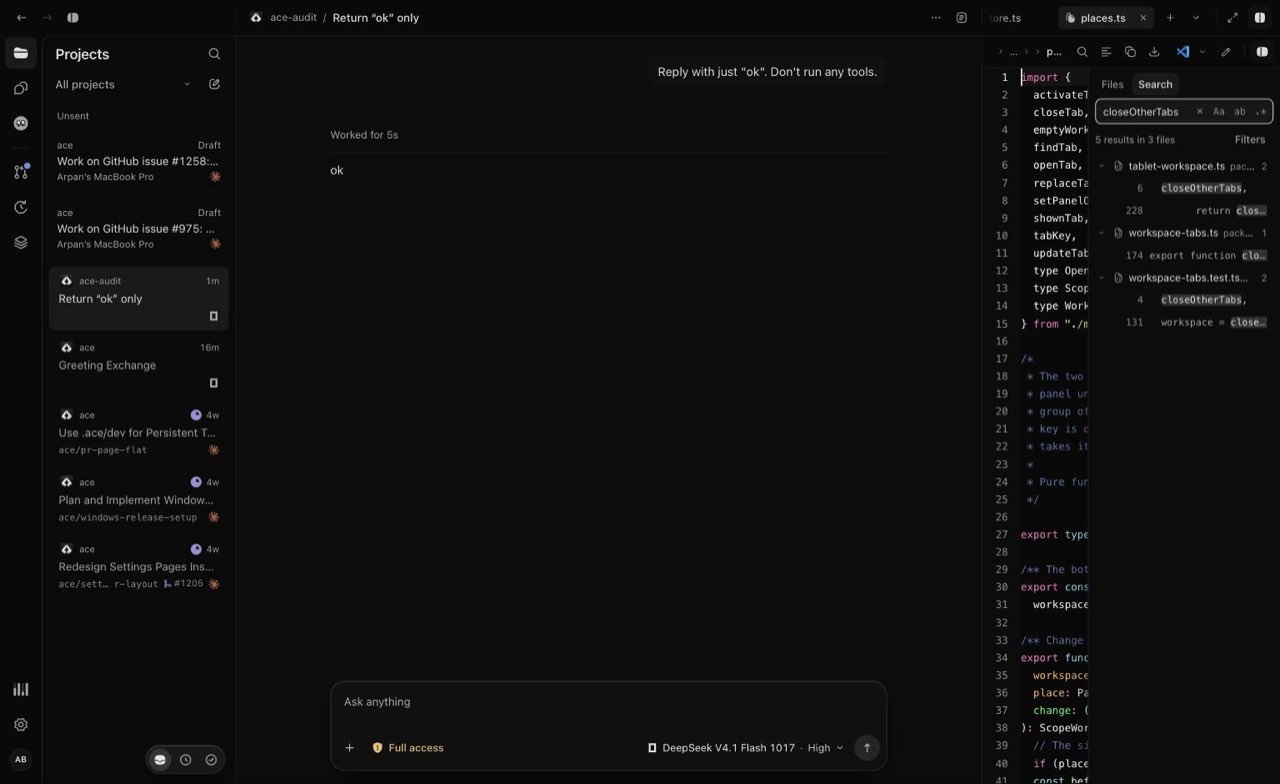 ace-audit / Return “ok” only
ore.ts
places.ts
Projects
All projects
Unsent
ace Draft
Work on GitHub issue #1258:...
Arpan's MacBook Pro
ace Draft
Work on GitHub issue #975: ...
Arpan's MacBook Pro
ace-audit 1m
Return “ok” only
ace 16m
Greeting Exchange
ace 4w
Use .ace/dev for Persistent T...
ace/pr-page-flat
ace 4w
Plan and Implement Window...
ace/windows-release-setup
ace 4w
Redesign Settings Pages Ins...
ace/sett… r-layout #1205
AB
Reply with just "ok". Don't run any tools.
Worked for 5s
ok
Ask anything
Full access
DeepSeek V4.1 Flash 1017 · High
... p...
1 import {
2 activateT
3 closeTab,
4 emptyWork
5 findTab,
6 openTab,
7 replaceTa
8 setPanelO
9 shownTab,
10 tabKey,
11 updateTab
12 type Open
13 type Scop
14 type Work
15 } from "./m
16
17 /*
18 * The two
19 * panel un
20 * group of
21 * key is
22 * takes it
23 *
24 * Pure fun
25 */
26
27 export type
28
29 /** The bot
30 export cons
31 workspace
32
33 /** Change
34 export func
35 workspace
36 place: Pa
37 change: (
38 ): ScopeWor
39 // The si
40 if (place
41 const bef
Files Search
closeOtherTabs × Aa ab .*
5 results in 3 files Filters
tablet-workspace.ts pac... 2
6 closeOtherTabs,
228 return clos…
workspace-tabs.ts pack... 1
174 export function clo…
workspace-tabs.test.ts... 2
4 closeOtherTabs,
131 workspace = close…